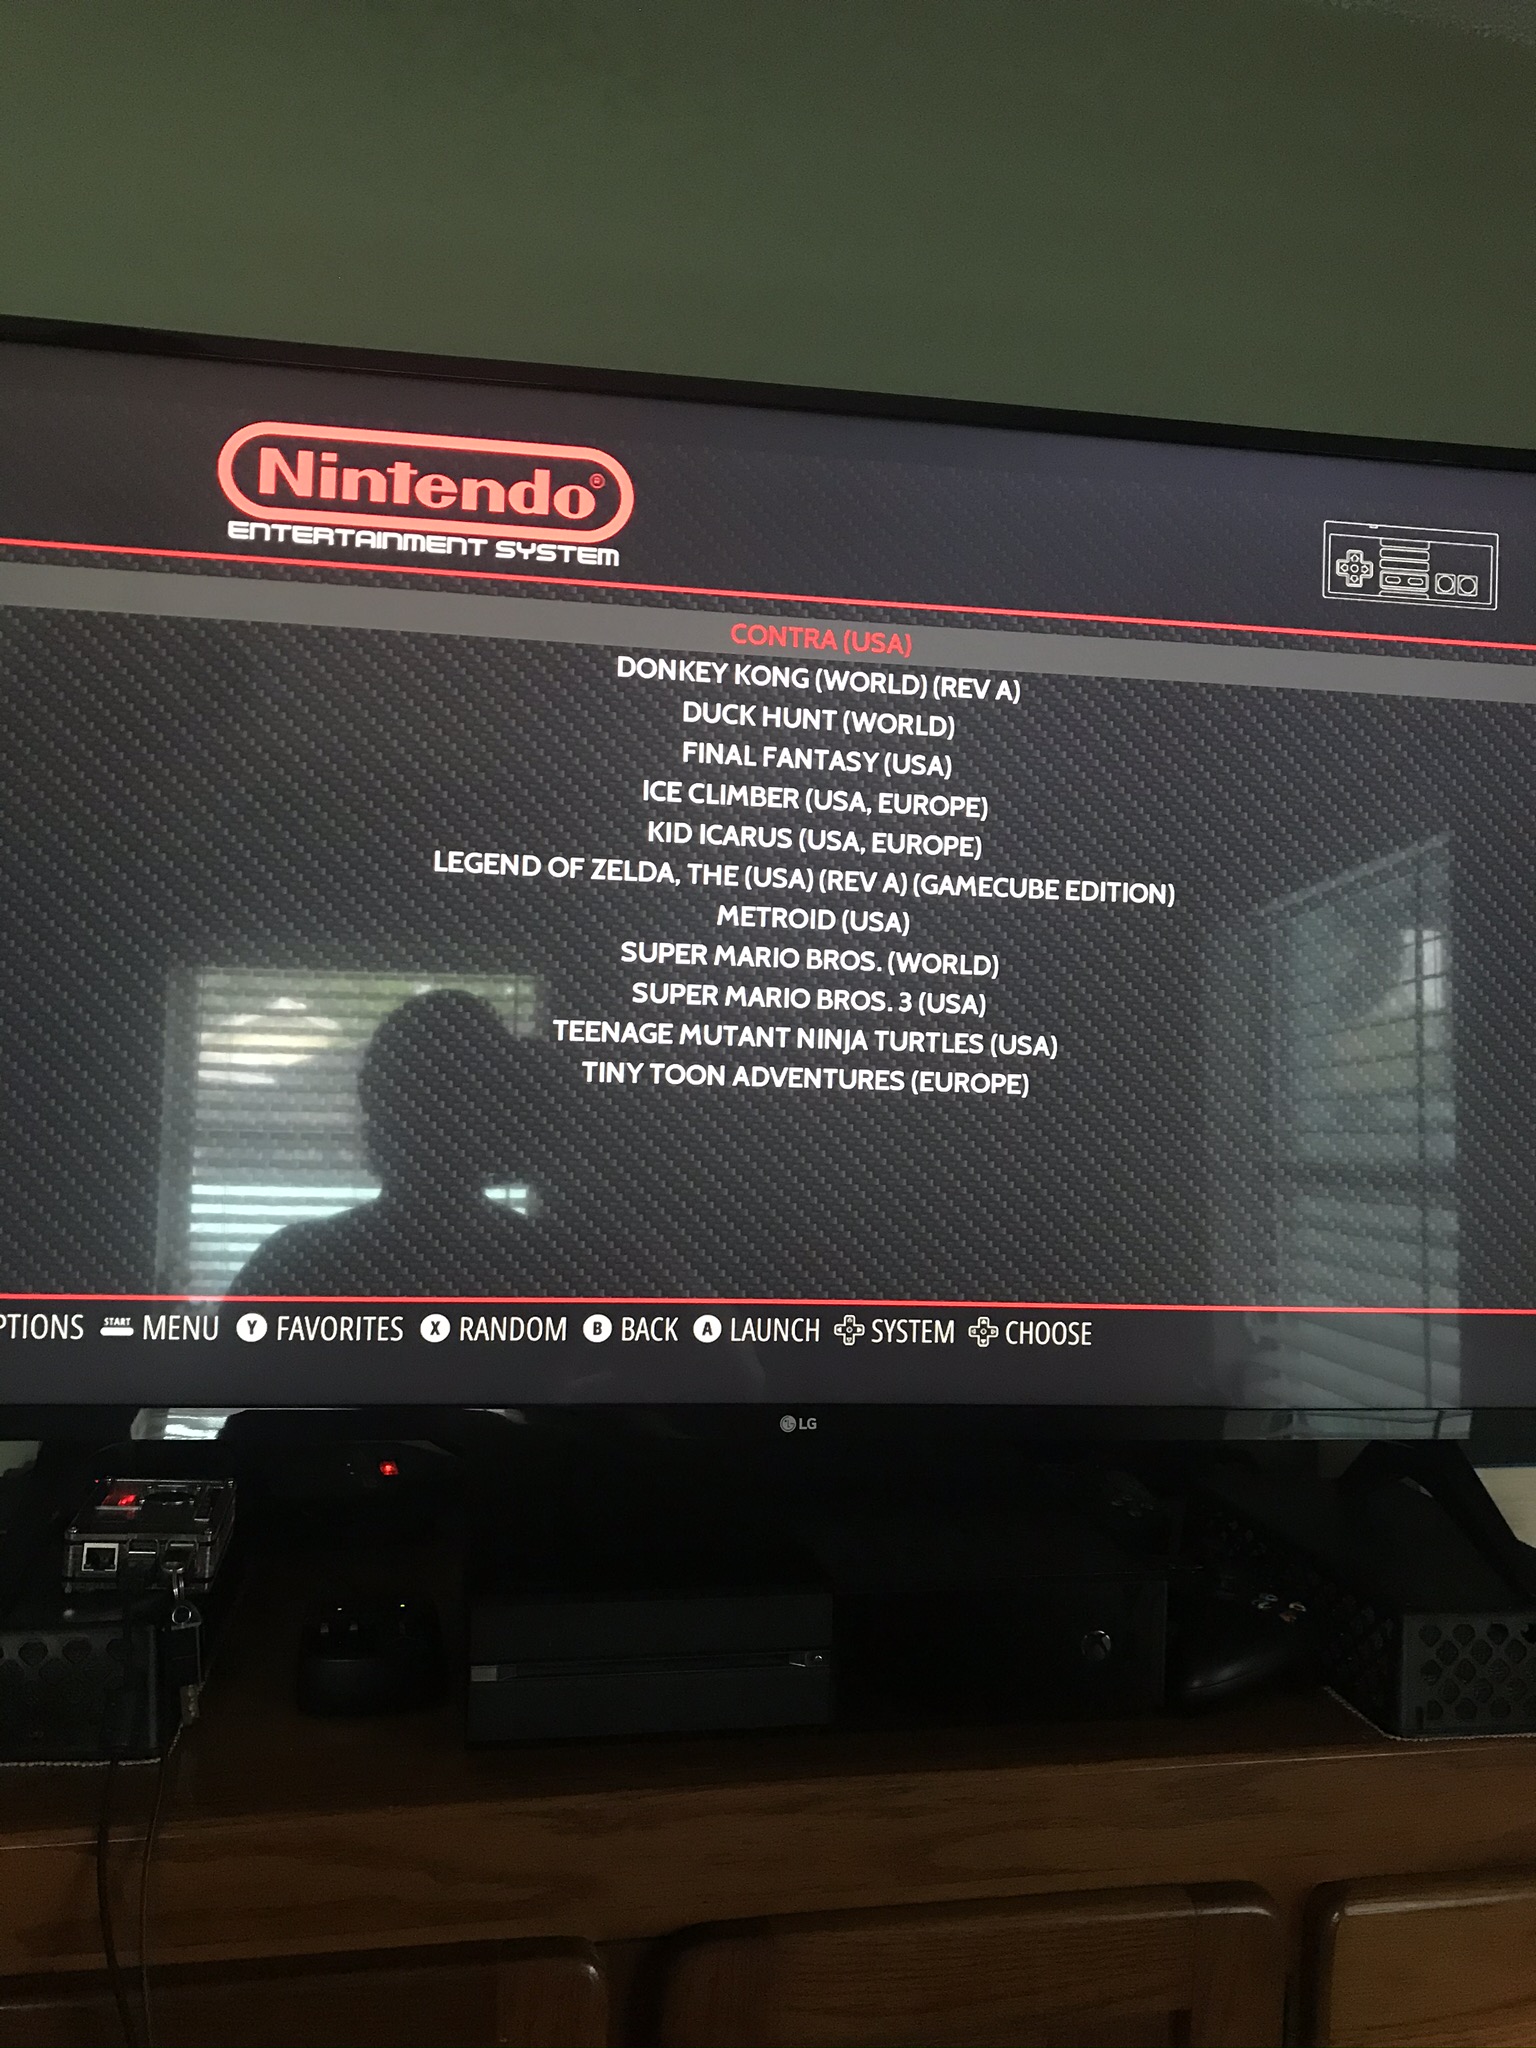 Nintendo®
ENTERTAINMENT SYSTEM
CONTRA (USA)
DONKEY KONG (WORLD) (REV A)
DUCK HUNT (WORLD)
FINAL FANTASY (USA)
ICE CLIMBER (USA, EUROPE)
KID ICARUS (USA, EUROPE)
LEGEND OF ZELDA, THE (USA) (REV A) (GAMECUBE EDITION)
METROID (USA)
SUPER MARIO BROS. (WORLD)
SUPER MARIO BROS. 3 (USA)
TEENAGE MUTANT NINJA TURTLES (USA)
TINY TOON ADVENTURES (EUROPE)
PTIONS START MENU Y FAVORITES X RANDOM B BACK A LAUNCH SYSTEM CHOOSE
LG